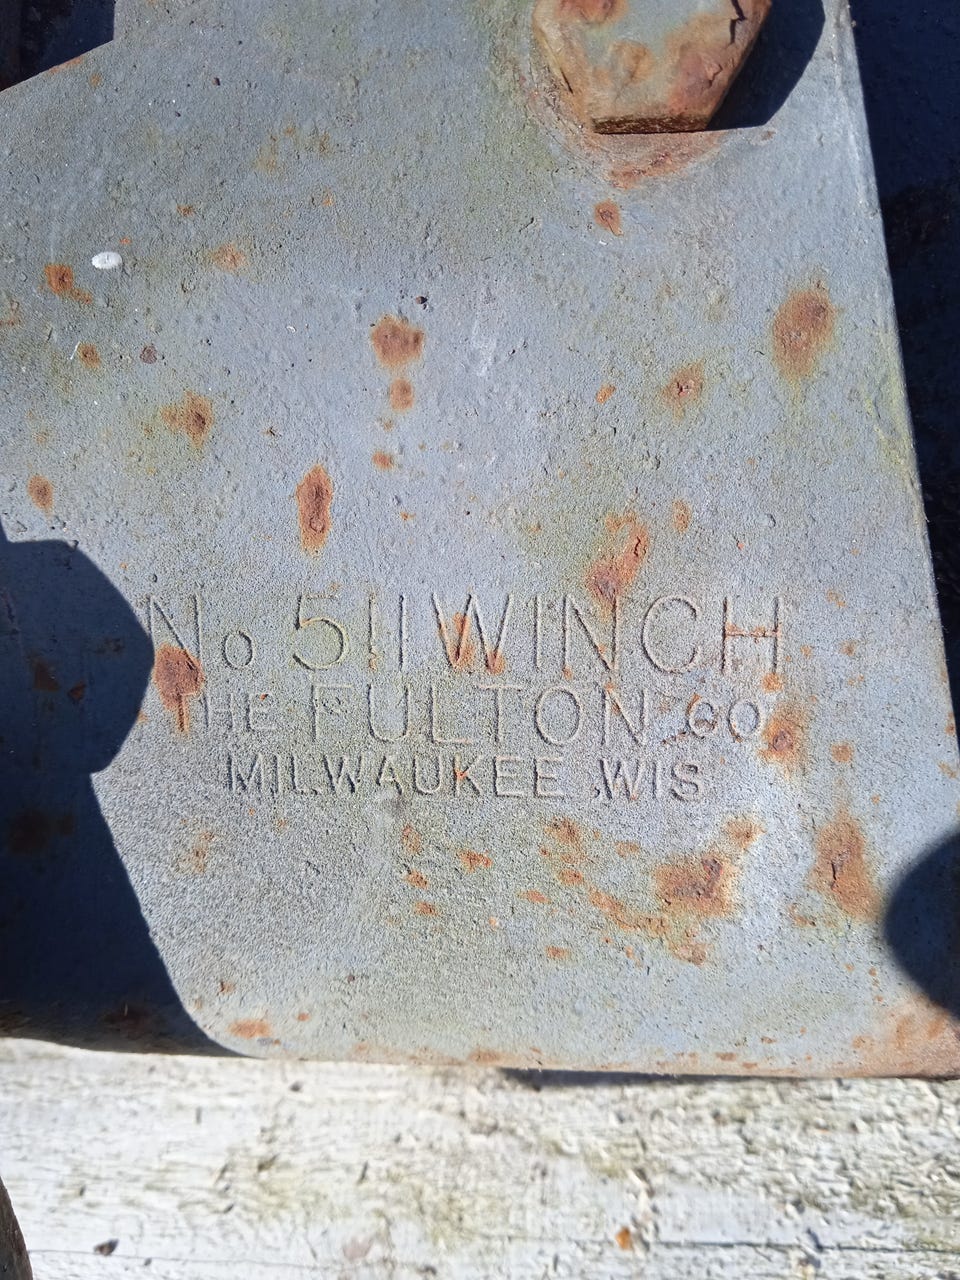 No 511 WINCH
THE FULTON CO
MILWAUKEE WIS